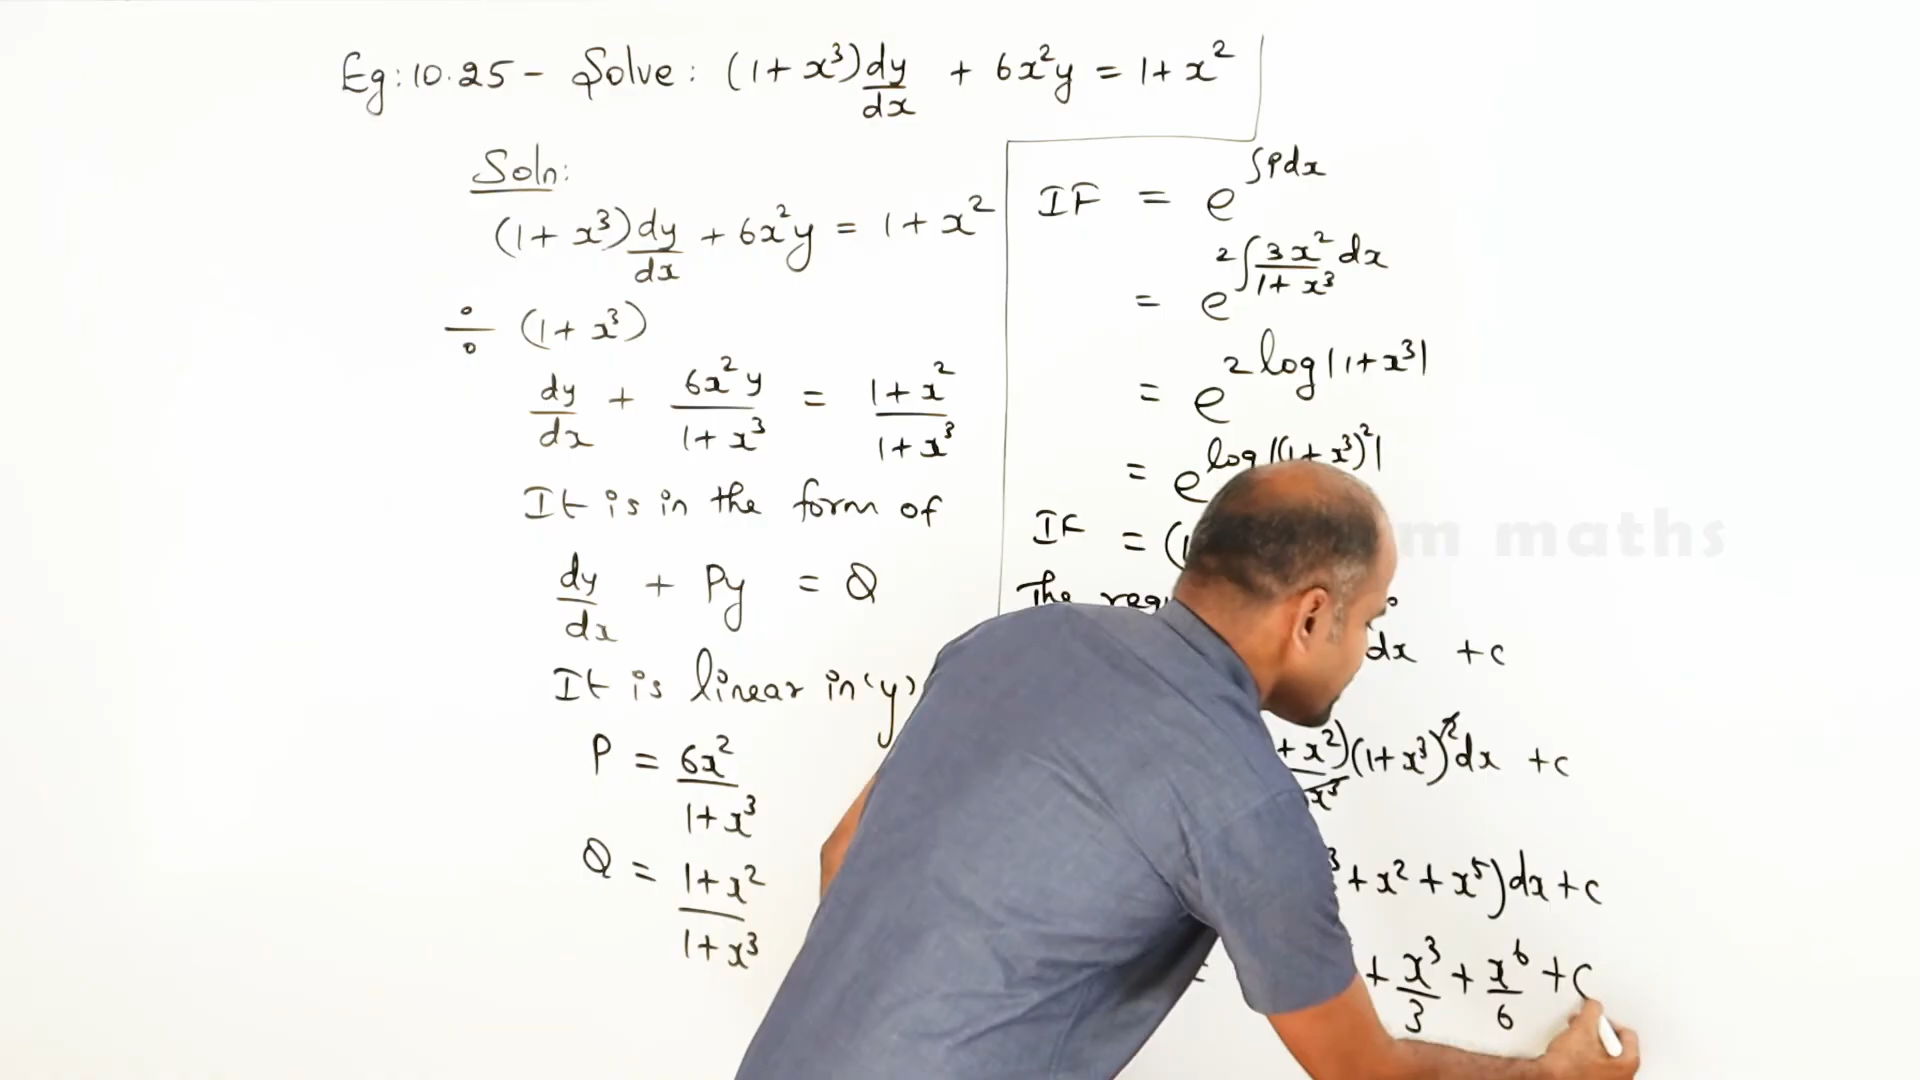 Eg:10.25 - Solve: (1+x³)dy/dx + 6x²y = 1+x²
Soln:
(1+x³)dy/dx + 6x²y = 1+x²
÷ (1+x³)
dy/dx + 6x²y/1+x³ = 1+x²/1+x³
It is in the form of
dy/dx + Py = Q
It is linear in 'y'
P = 6x²/1+x³
Q = 1+x²/1+x³
IF = e^∫Pdx
= e^2∫3x²/1+x³ dx
= e^2 log|1+x³|
= e^log|(1+x³)²|
IF = (1
The
dx +c
+x²)(1+x³)²dx +c
x³
³+x²+x⁵)dx+c
+ x³/3 + x⁶/6 + c
m maths